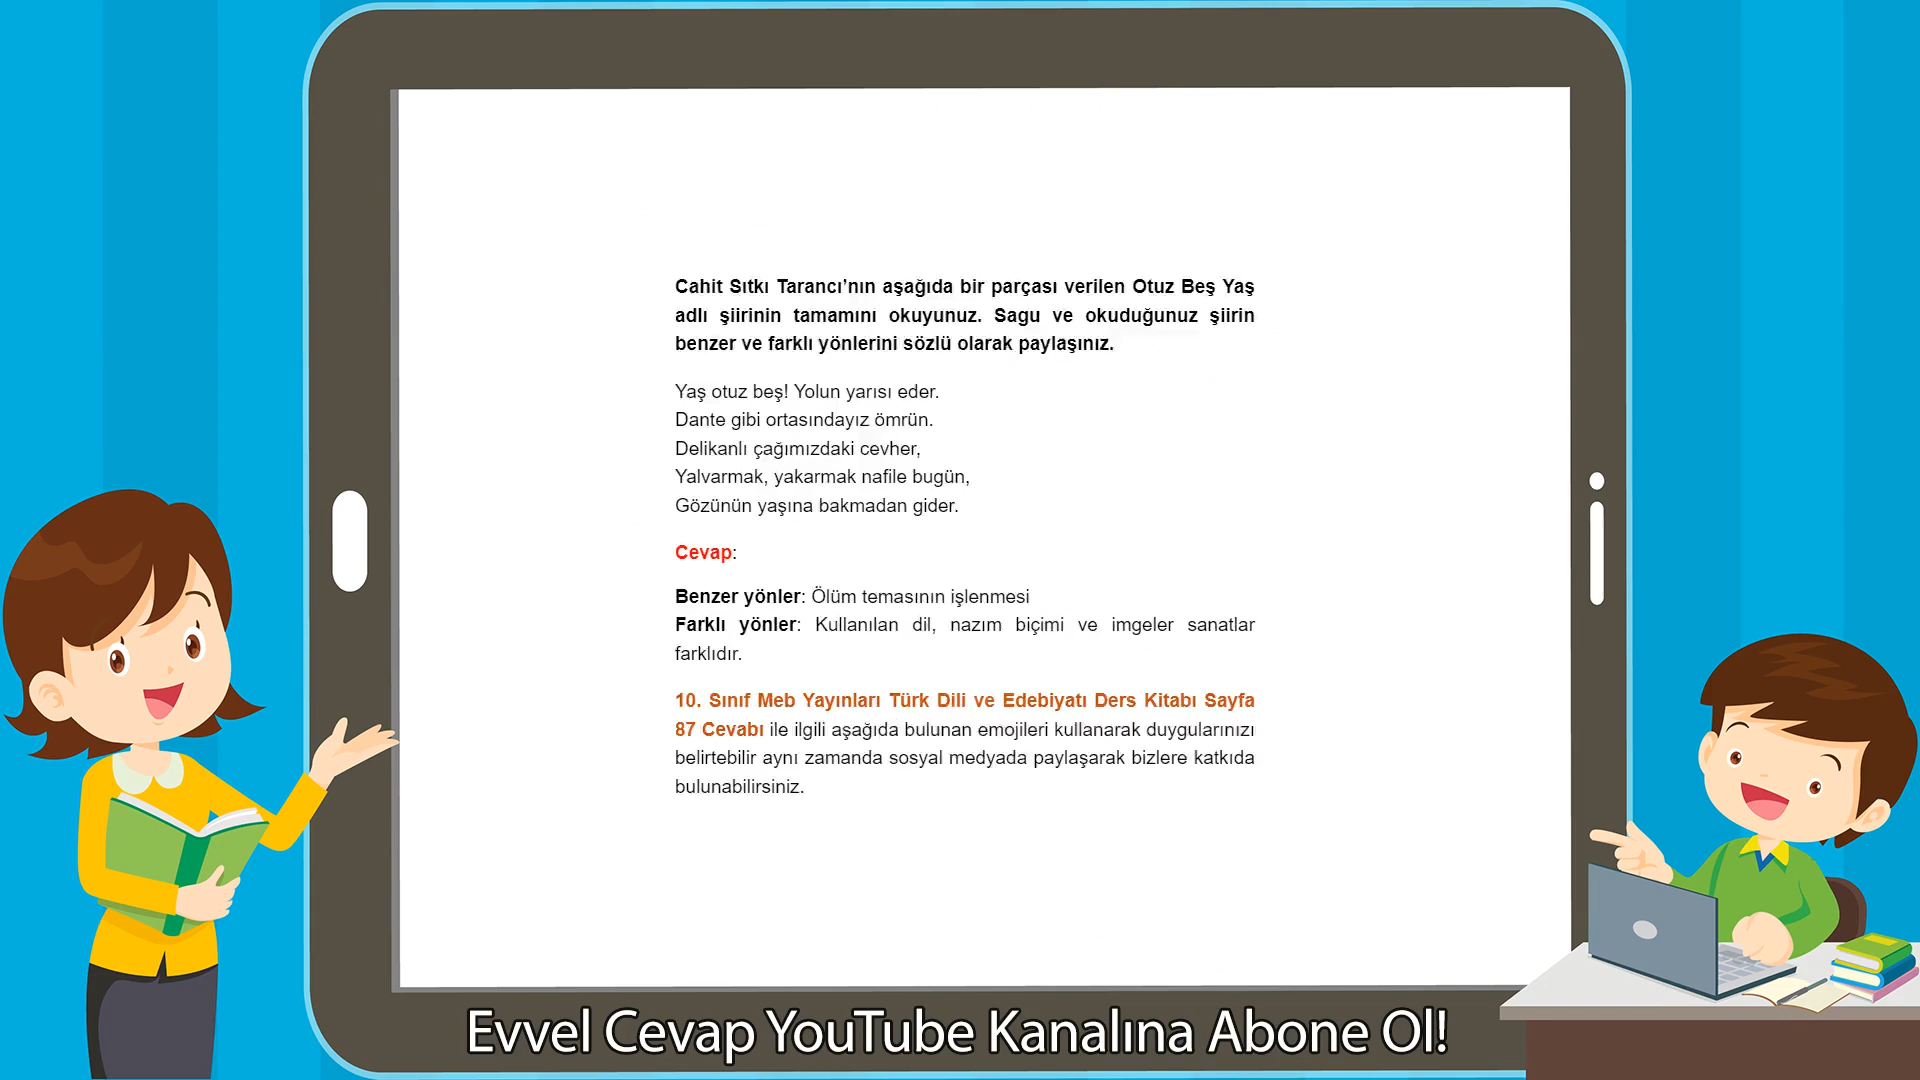 Cahit Sıtkı Tarancı’nın aşağıda bir parçası verilen Otuz Beş Yaş
adlı şiirinin tamamını okuyunuz. Sagu ve okuduğunuz şiirin
benzer ve farklı yönlerini sözlü olarak paylaşınız.
Yaş otuz beş! Yolun yarısı eder.
Dante gibi ortasındayız ömrün.
Delikanlı çağımızdaki cevher,
Yalvarmak, yakarmak nafile bugün,
Gözünün yaşına bakmadan gider.
Cevap:
Benzer yönler: Ölüm temasının işlenmesi
Farklı yönler: Kullanılan dil, nazım biçimi ve imgeler sanatlar
farklıdır.
10. Sınıf Meb Yayınları Türk Dili ve Edebiyatı Ders Kitabı Sayfa
87 Cevabı ile ilgili aşağıda bulunan emojileri kullanarak duygularınızı
belirtebilir aynı zamanda sosyal medyada paylaşarak bizlere katkıda
bulunabilirsiniz.
Evvel Cevap YouTube Kanalına Abone Ol!